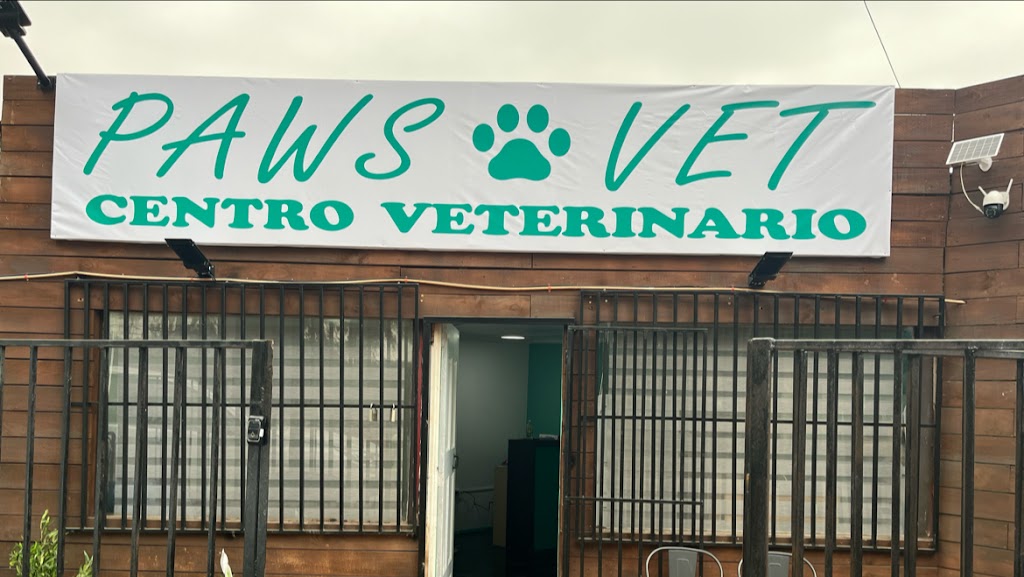 PAWS VET
CENTRO VETERINARIO